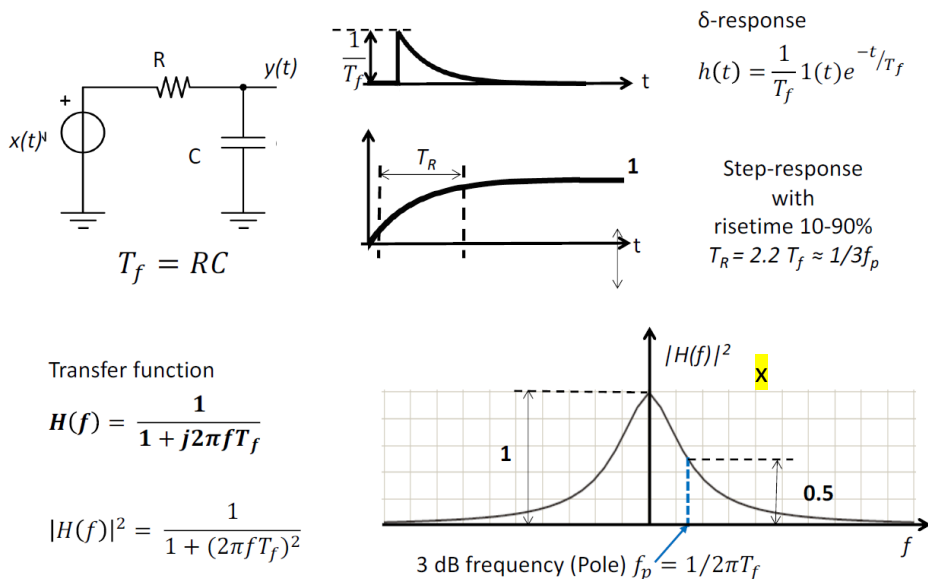 R
y(t)
+
x(t)
N
C
T_f = RC
1/T_f
t
δ-response
h(t) = 1/T_f 1(t)e^{-t/T_f}
T_R
1
t
Step-response
with
risetime 10-90%
T_R = 2.2 T_f ≈ 1/3f_p
Transfer function
H(f) = 1/(1 + j2πfT_f)
|H(f)|² = 1/(1 + (2πfT_f)²)
|H(f)|²
X
1
0.5
f
3 dB frequency (Pole) f_p = 1/2πT_f